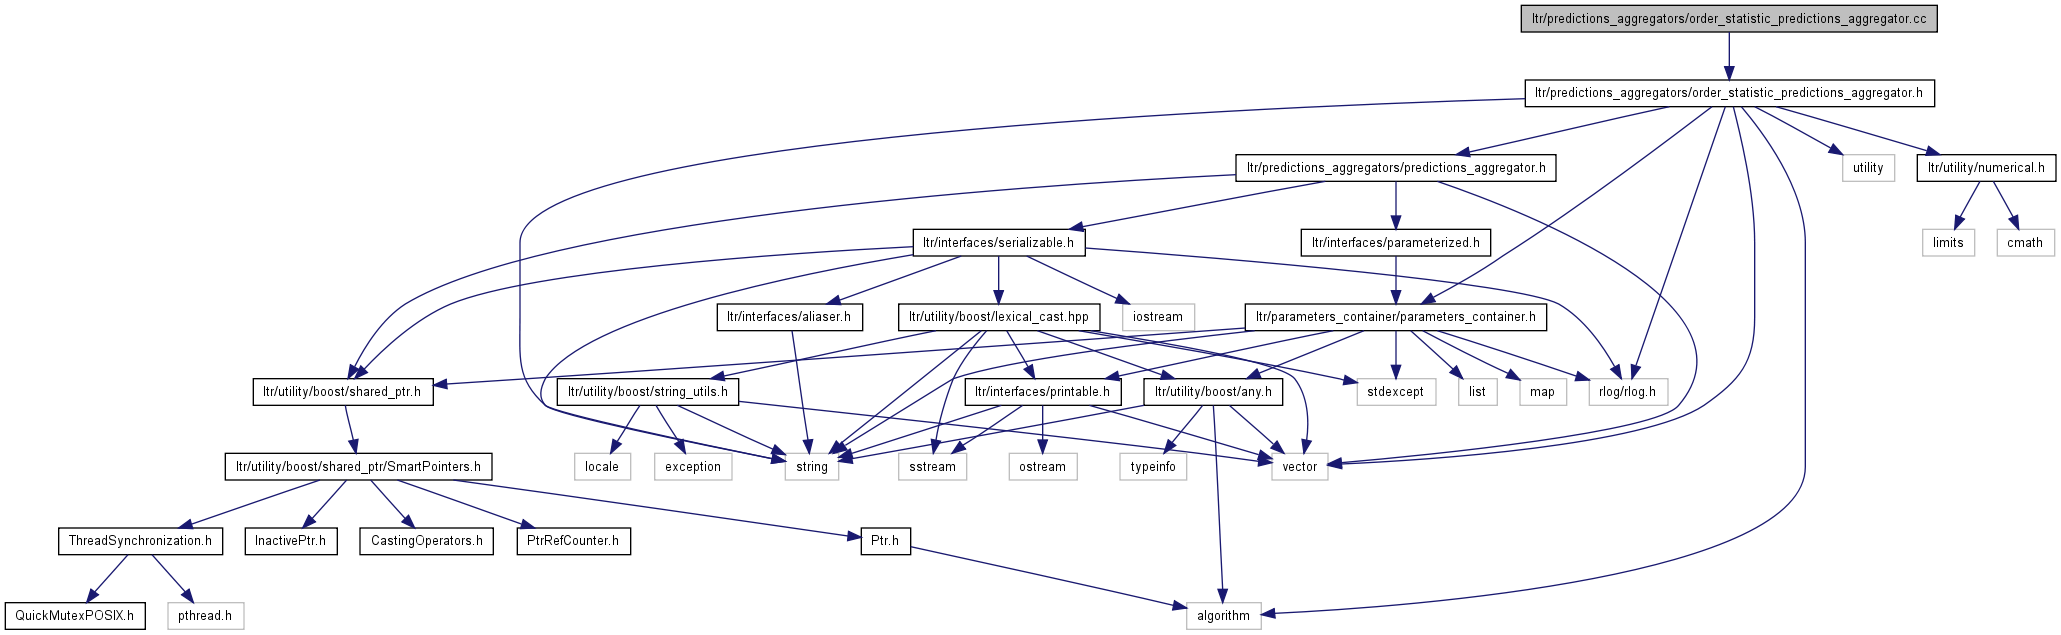 ltr/predictions_aggregators/order_statistic_predictions_aggregator.cc
ltr/predictions_aggregators/order_statistic_predictions_aggregator.h
ltr/predictions_aggregators/predictions_aggregator.h
utility
ltr/utility/numerical.h
ltr/interfaces/serializable.h
ltr/interfaces/parameterized.h
limits
cmath
ltr/interfaces/aliaser.h
ltr/utility/boost/lexical_cast.hpp
iostream
ltr/parameters_container/parameters_container.h
ltr/utility/boost/shared_ptr.h
ltr/utility/boost/string_utils.h
ltr/interfaces/printable.h
ltr/utility/boost/any.h
stdexcept
list
map
rlog/rlog.h
ltr/utility/boost/shared_ptr/SmartPointers.h
locale
exception
string
sstream
ostream
typeinfo
vector
ThreadSynchronization.h
InactivePtr.h
CastingOperators.h
PtrRefCounter.h
Ptr.h
QuickMutexPOSIX.h
pthread.h
algorithm